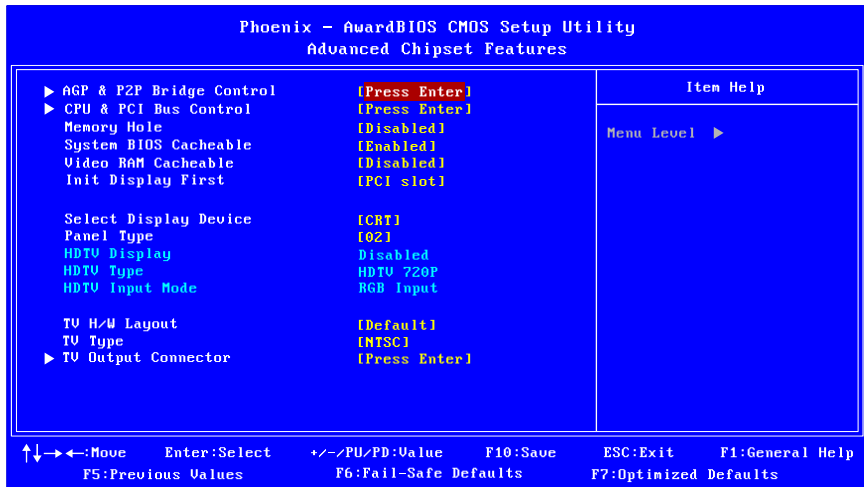 Phoenix – AwardBIOS CMOS Setup Utility
Advanced Chipset Features
▶ AGP & P2P Bridge Control [Press Enter]
▶ CPU & PCI Bus Control [Press Enter]
Memory Hole [Disabled]
System BIOS Cacheable [Enabled]
Video RAM Cacheable [Disabled]
Init Display First [PCI slot]
Select Display Device [CRT]
Panel Type [02]
HDTV Display Disabled
HDTV Type HDTV 720P
HDTV Input Mode RGB Input
TV H/W Layout [Default]
TV Type [NTSC]
▶ TV Output Connector [Press Enter]
Item Help
Menu Level ▶
↑↓→←:Move Enter:Select +/-/PU/PD:Value F10:Save ESC:Exit F1:General Help
F5:Previous Values F6:Fail-Safe Defaults F7:Optimized Defaults